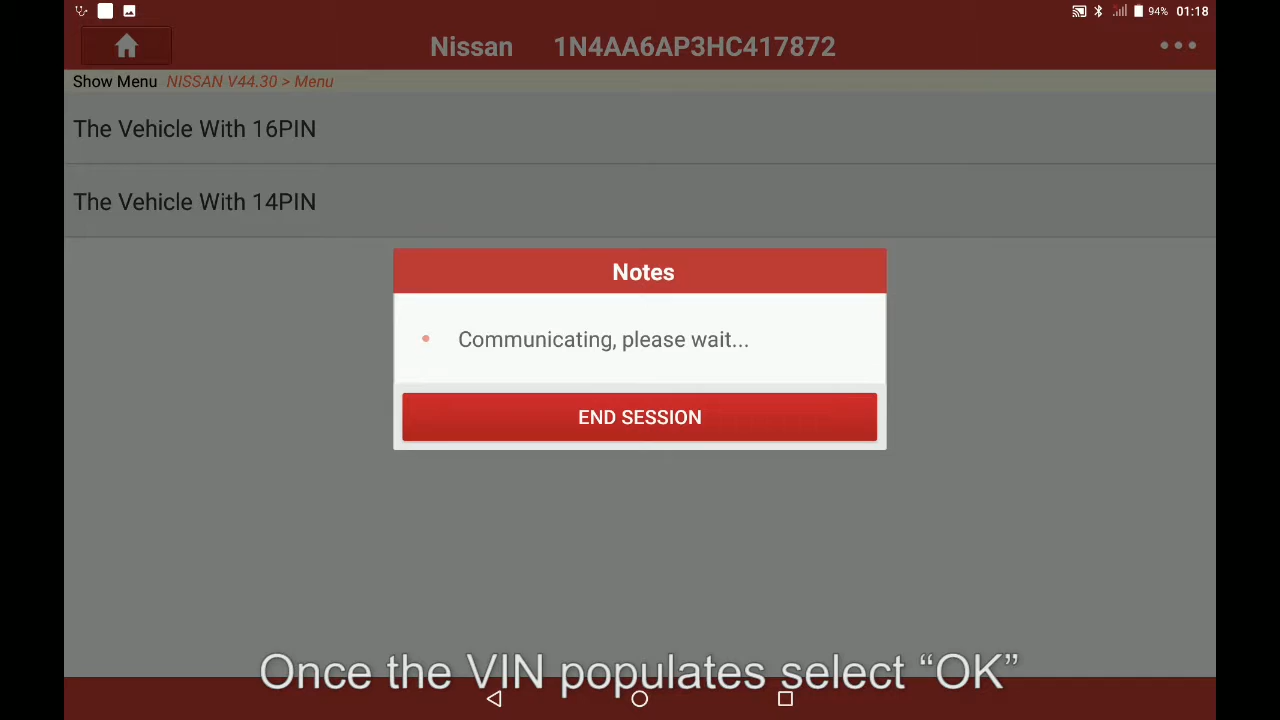 94% 01:18
Nissan 1N4AA6AP3HC417872
Show Menu NISSAN V44.30 > Menu
The Vehicle With 16PIN
The Vehicle With 14PIN
Notes
Communicating, please wait...
END SESSION
Once the VIN populates select “OK”